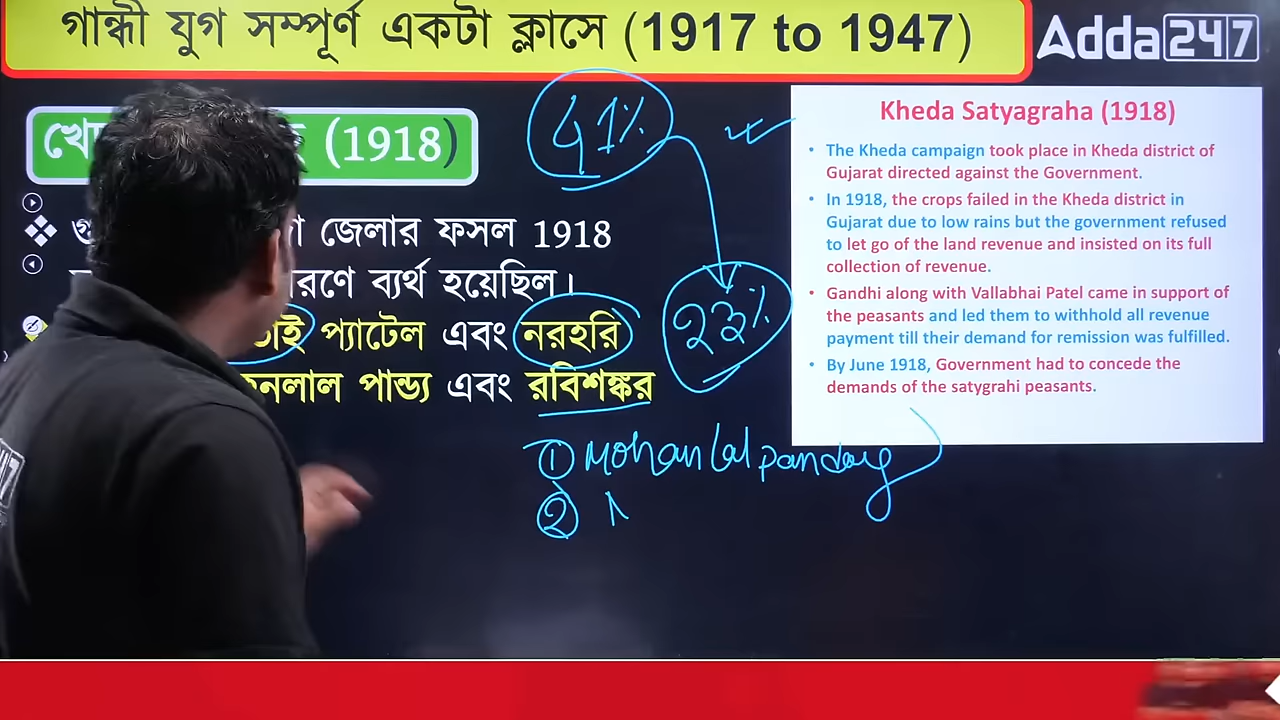 গান্ধী যুগ সম্পূর্ণ একটা ক্লাসে (1917 to 1947)
Adda 247
(1918)
জেলার ফসল 1918
ব্যর্থ হয়েছিল।
প্যাটেল এবং নরহরি
পান্ড্য এবং রবিশঙ্কর
41%
23%
① Mohanlal panday
②
Kheda Satyagraha (1918)
• The Kheda campaign took place in Kheda district of
Gujarat directed against the Government.
• In 1918, the crops failed in the Kheda district in
Gujarat due to low rains but the government refused
to let go of the land revenue and insisted on its full
collection of revenue.
• Gandhi along with Vallabhai Patel came in support of
the peasants and led them to withhold all revenue
payment till their demand for remission was fulfilled.
• By June 1918, Government had to concede the
demands of the satygrahi peasants.